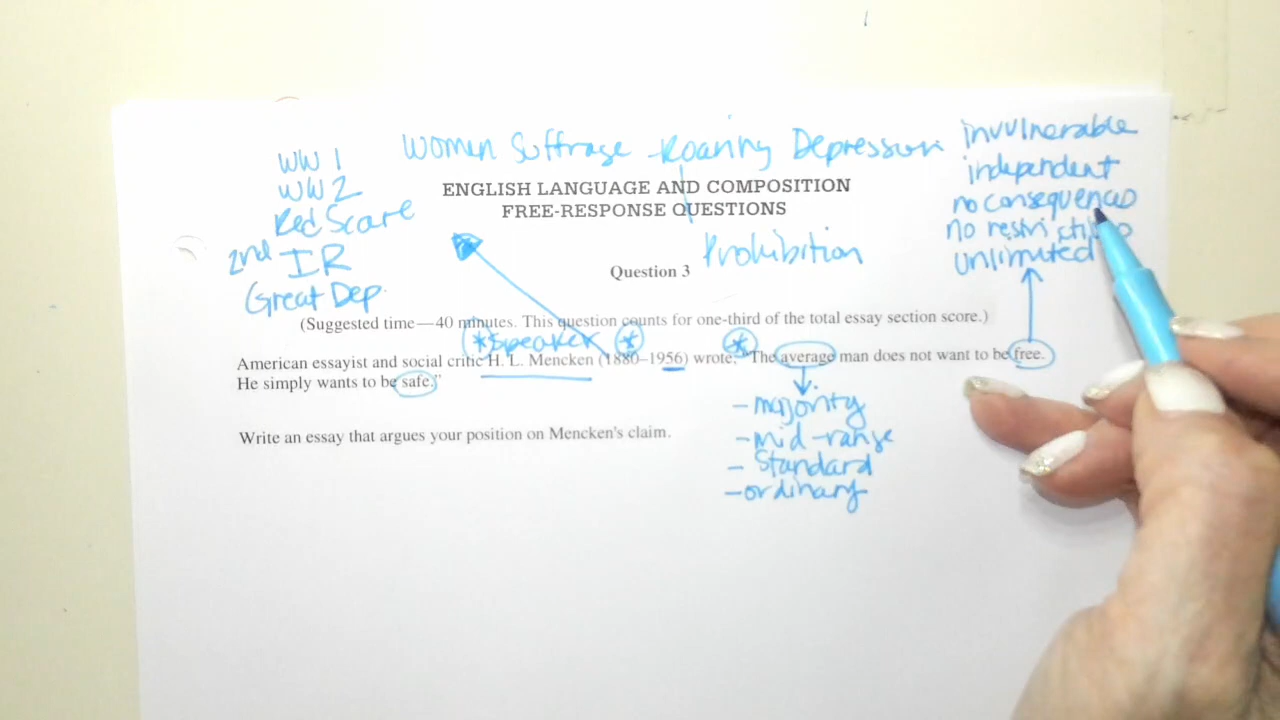 Women Suffrage Roaring Depression
WW 1
WW 2
Red Scare
2nd IR
Great Dep.
invulnerable
independent
no consequences
no restrictions
unlimited
ENGLISH LANGUAGE AND COMPOSITION
FREE-RESPONSE QUESTIONS
Prohibition
Question 3
(Suggested time—40 minutes. This question counts for one-third of the total essay section score.)
*Speaker * *
American essayist and social critic H. L. Mencken (1880–1956) wrote, "The average man does not want to be free.
He simply wants to be safe."
- majority
- mid-range
- Standard
- ordinary
Write an essay that argues your position on Mencken's claim.